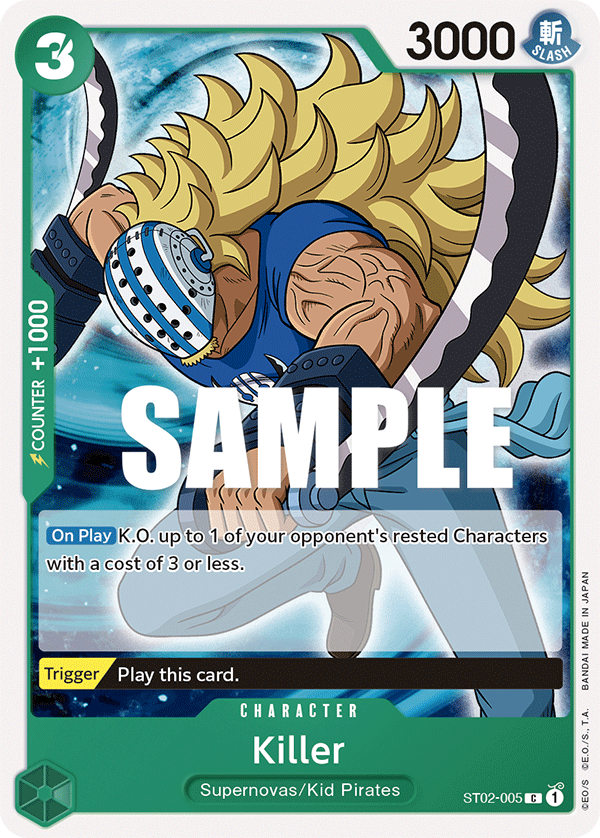 3
3000
斬
SLASH
COUNTER +1000
SAMPLE
On Play K.O. up to 1 of your opponent's rested Characters
with a cost of 3 or less.
Trigger Play this card.
CHARACTER
Killer
Supernovas/Kid Pirates
ST02-005 C 1
©EO/S ©E.O./S., T.A. BANDAI MADE IN JAPAN